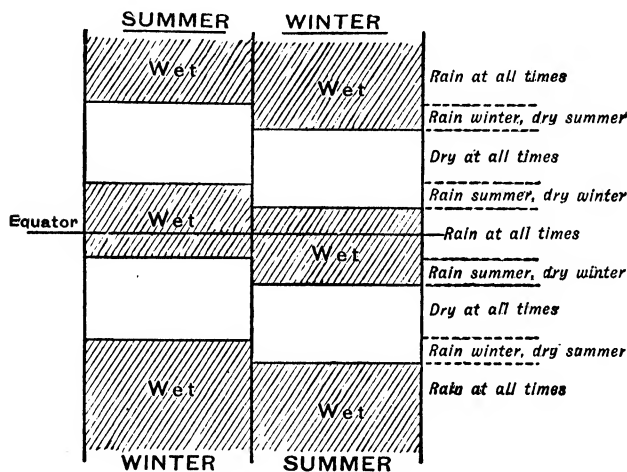 SUMMER WINTER
Wet
Wet
Rain at all times
Rain winter, dry summer
Dry at all times
Rain summer, dry winter
Equator
Wet
Rain at all times
Wet
Rain summer, dry winter
Dry at all times
Rain winter, dry summer
Wet
Rain at all times
Wet
WINTER SUMMER